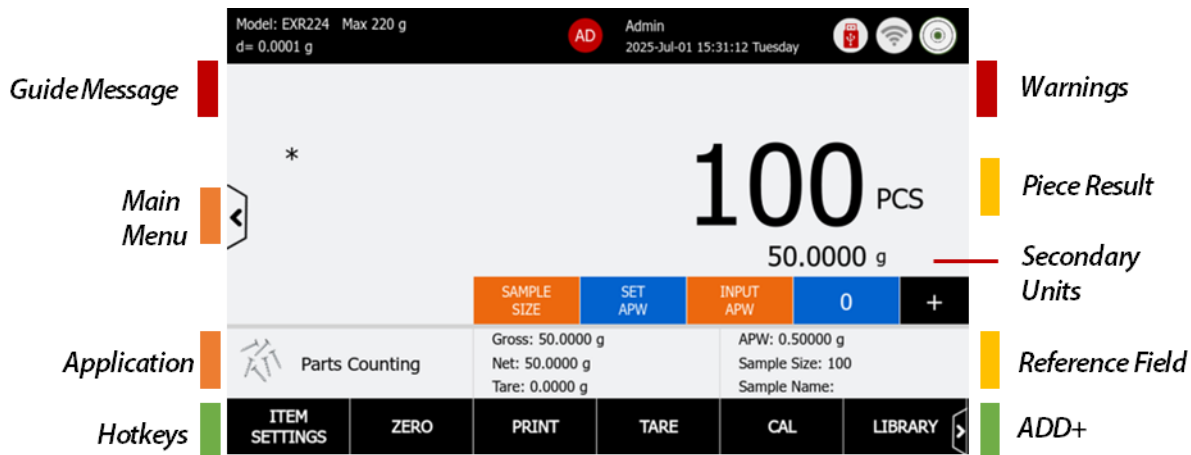 Model: EXR224 Max 220 g
d= 0.0001 g
AD
Admin
2025-Jul-01 15:31:12 Tuesday
Guide Message
Warnings
*
100 PCS
Main
Menu
Piece Result
50.0000 g
Secondary
Units
SAMPLE
SIZE
SET
APW
INPUT
APW
0
+
Application
Parts Counting
Gross: 50.0000 g
Net: 50.0000 g
Tare: 0.0000 g
APW: 0.50000 g
Sample Size: 100
Sample Name:
Reference Field
Hotkeys
ITEM
SETTINGS
ZERO
PRINT
TARE
CAL
LIBRARY
ADD+